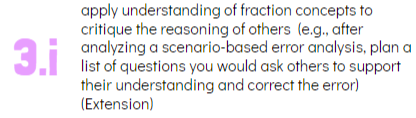 3.i
apply understanding of fraction concepts to
critique the reasoning of others (e.g., after
analyzing a scenario-based error analysis, plan a
list of questions you would ask others to support
their understanding and correct the error)
(Extension)